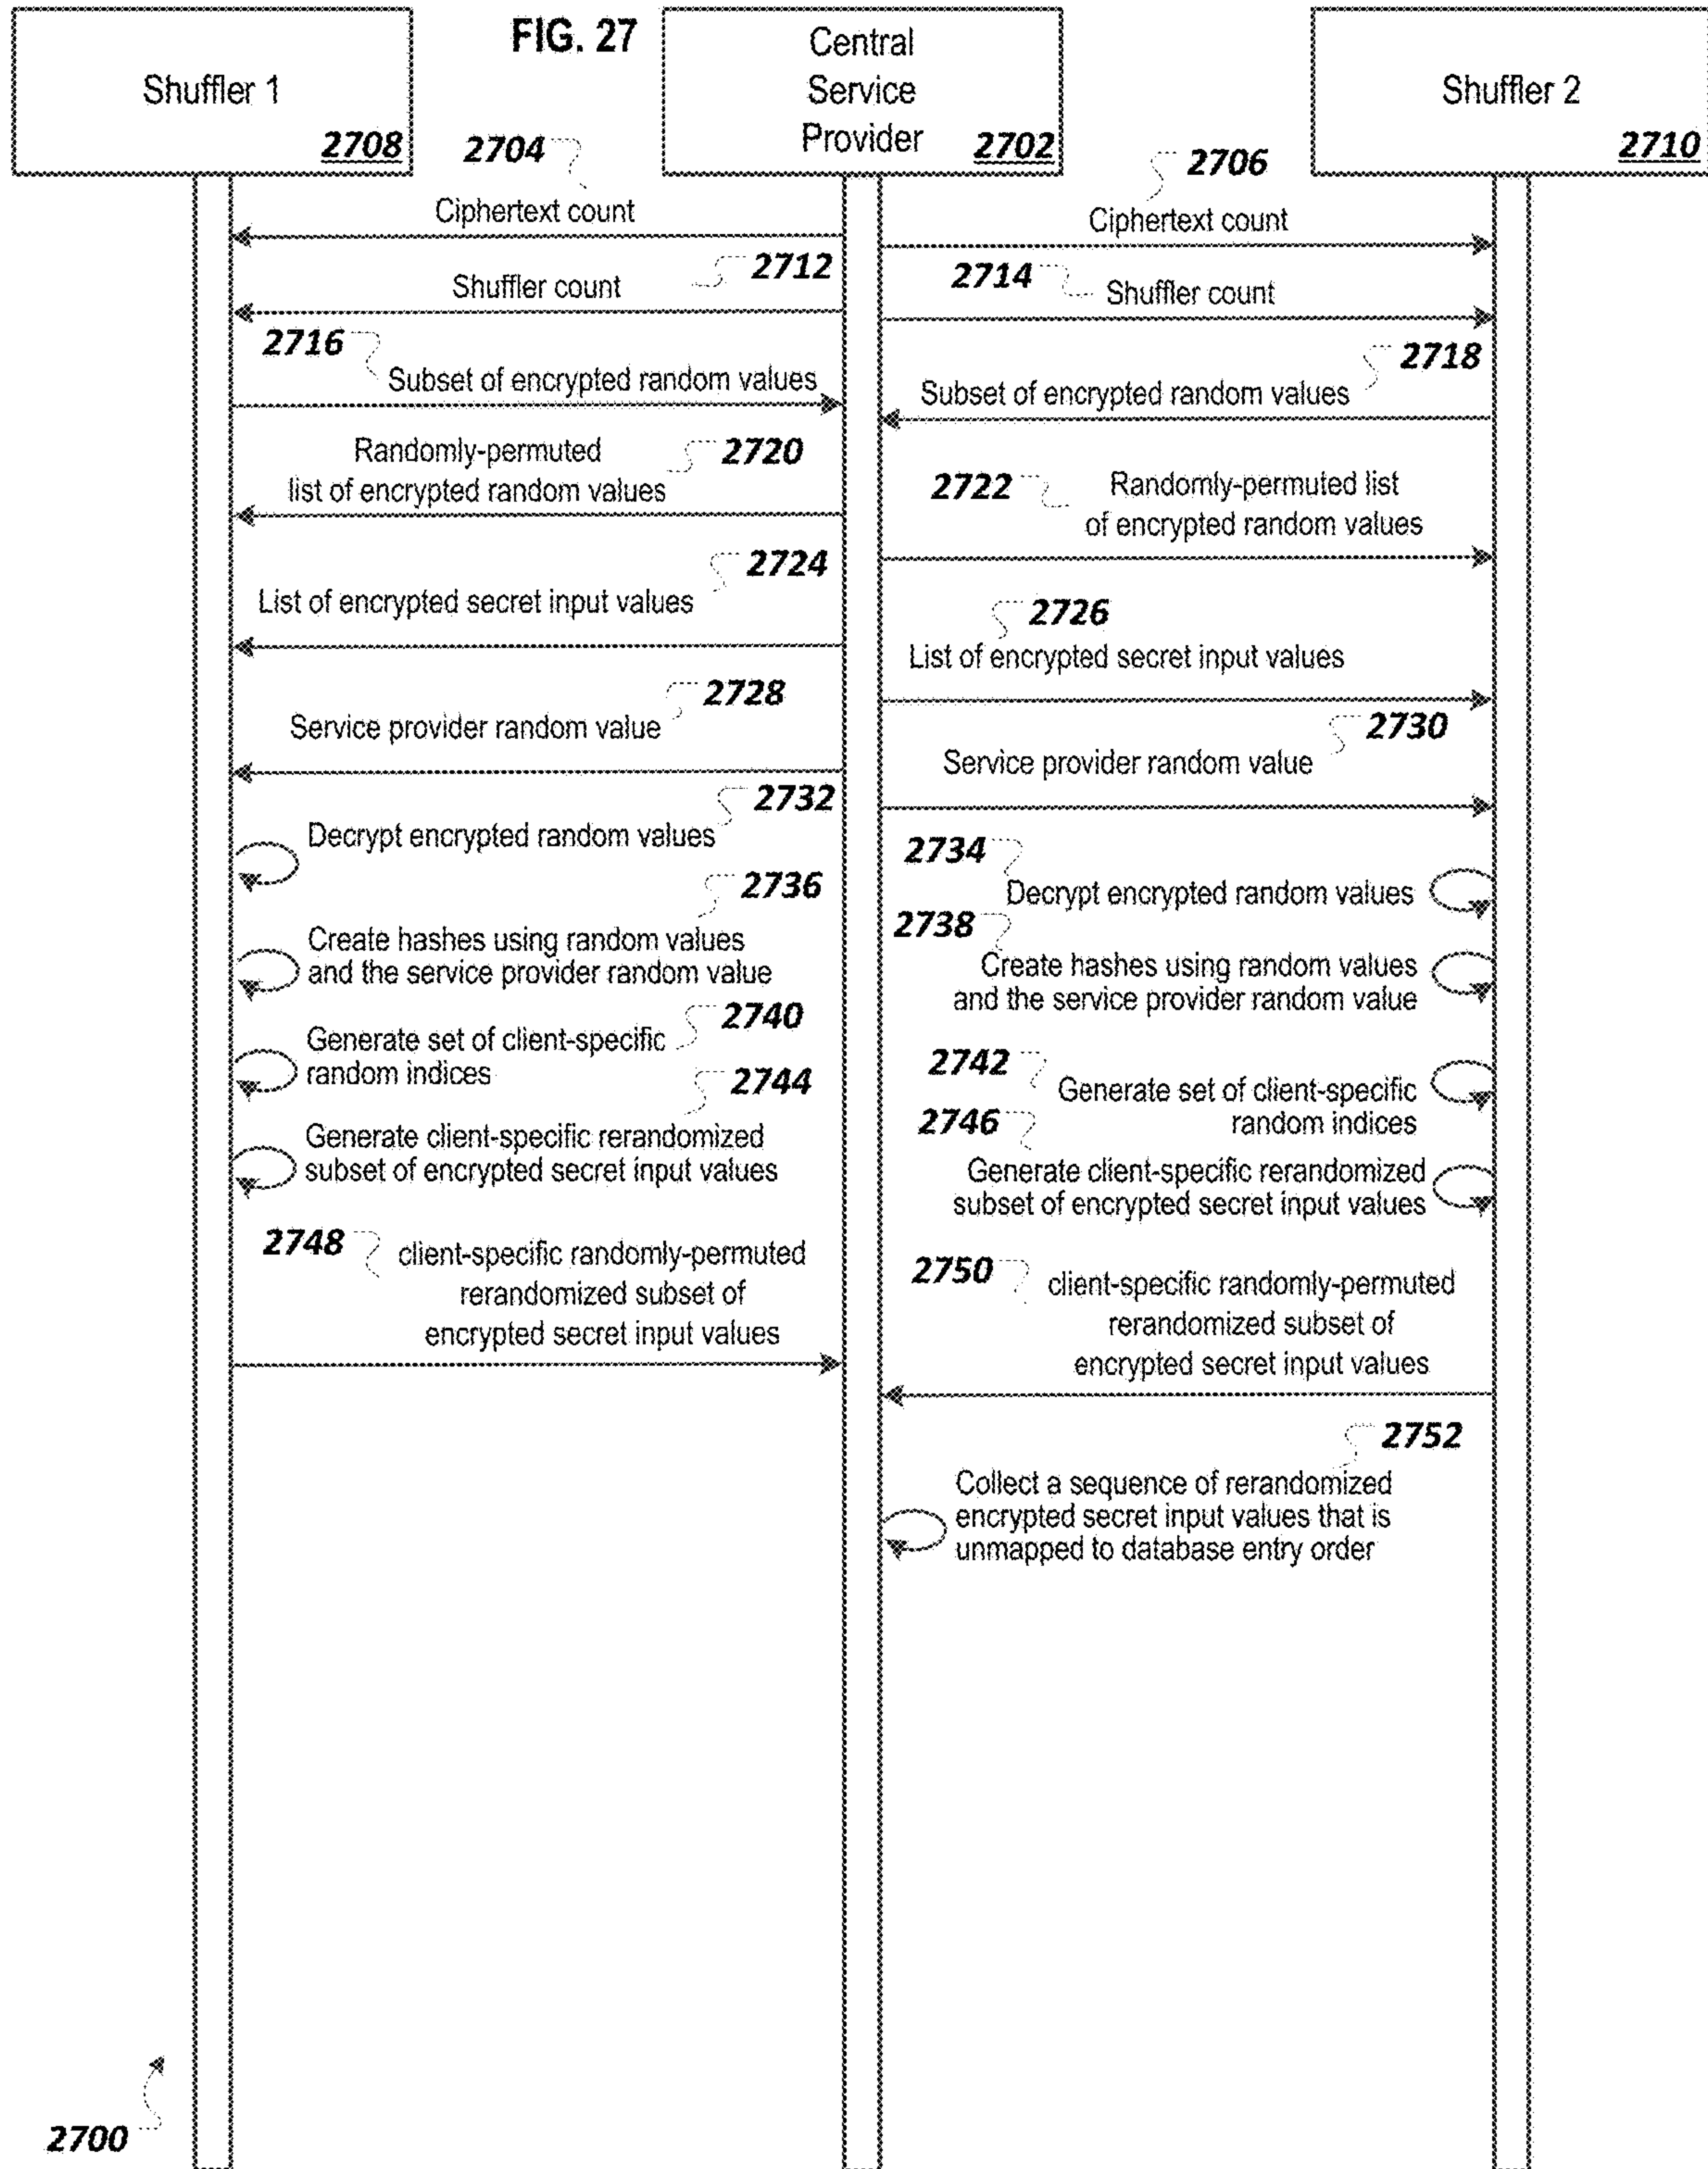 FIG. 27
Shuffler 1
2708
Central
Service
Provider
2702
Shuffler 2
2710
2704
Ciphertext count
2706
Ciphertext count
2712
Shuffler count
2714
Shuffler count
2716
Subset of encrypted random values
2718
Subset of encrypted random values
Randomly-permuted
list of encrypted random values
2720
2722
Randomly-permuted list
of encrypted random values
2724
List of encrypted secret input values
2726
List of encrypted secret input values
2728
Service provider random value
2730
Service provider random value
2732
Decrypt encrypted random values
2734
Decrypt encrypted random values
2736
Create hashes using random values
and the service provider random value
2738
Create hashes using random values
and the service provider random value
2740
Generate set of client-specific
random indices
2742
Generate set of client-specific
random indices
2744
Generate client-specific rerandomized
subset of encrypted secret input values
2746
Generate client-specific rerandomized
subset of encrypted secret input values
2748
client-specific randomly-permuted
rerandomized subset of
encrypted secret input values
2750
client-specific randomly-permuted
rerandomized subset of
encrypted secret input values
2752
Collect a sequence of rerandomized
encrypted secret input values that is
unmapped to database entry order
2700